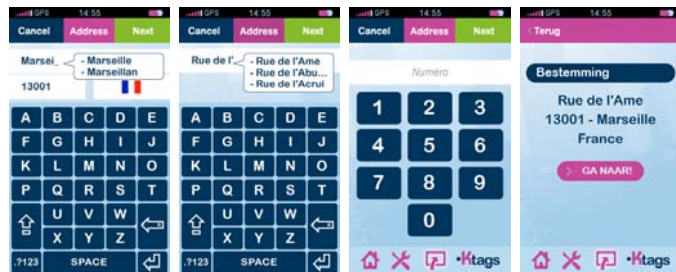 GPS 14:55
Cancel Address Next
Marsei_
- Marseille
- Marseillan
13001
A B C D E
F G H I J
K L M N O
P Q R S T
U V W
X Y Z
.?123 SPACE
GPS 14:55
Cancel Address Next
Rue de l'_
- Rue de l'Ame
- Rue de l'Abu...
- Rue de l'Acrui
A B C D E
F G H I J
K L M N O
P Q R S T
U V W
X Y Z
.?123 SPACE
GPS 14:55
Cancel Address Next
Numéro
1 2 3
4 5 6
7 8 9
0
Ktags
GPS 14:55
Terug
Bestemming
Rue de l'Ame
13001 - Marseille
France
> GA NAAR!
Ktags